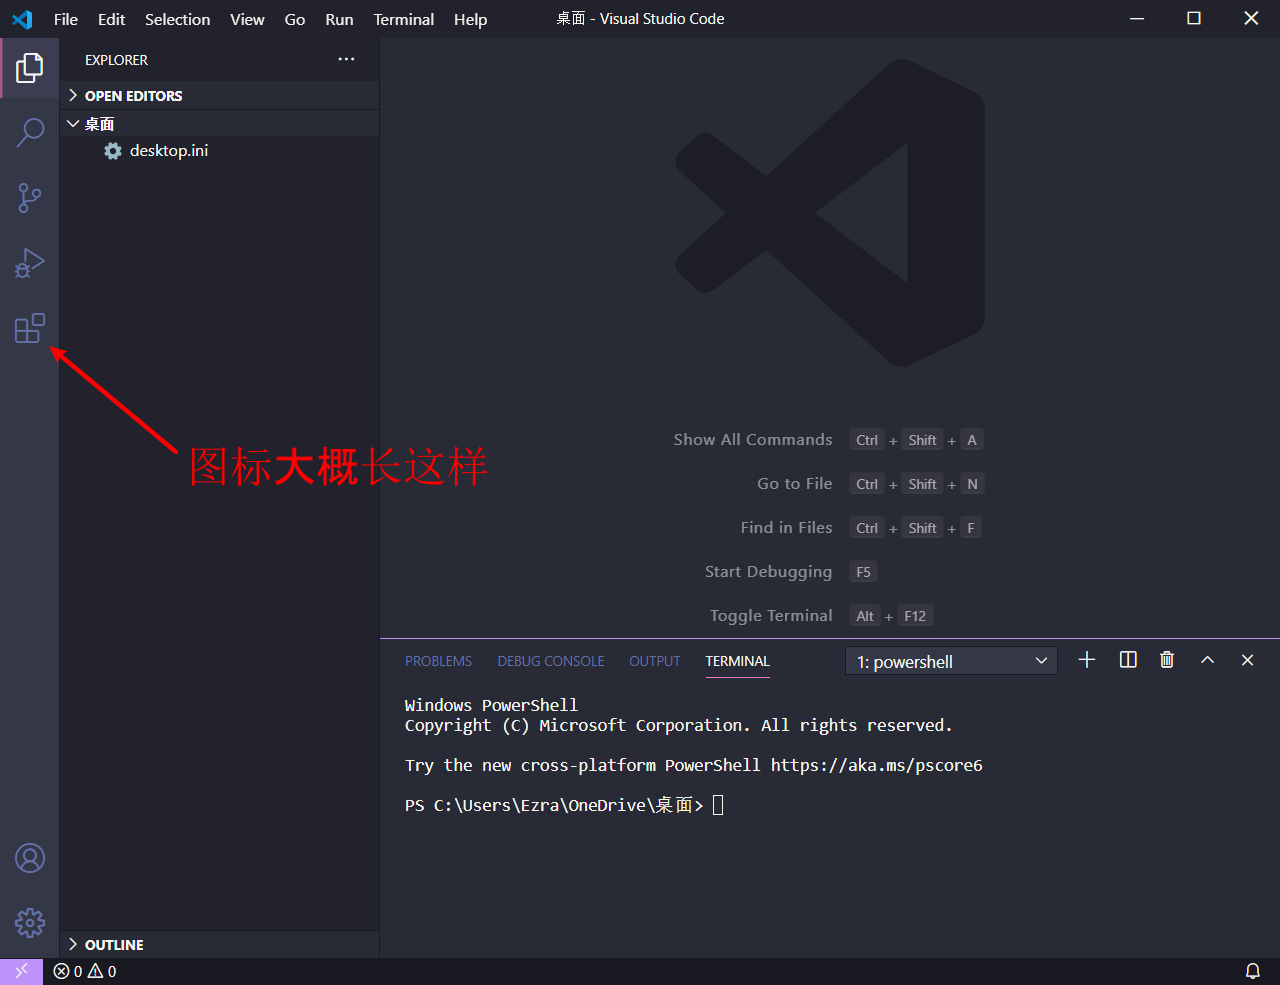 File Edit Selection View Go Run Terminal Help 桌面 - Visual Studio Code
EXPLORER
OPEN EDITORS
桌面
desktop.ini
图标大概长这样
Show All Commands Ctrl + Shift + A
Go to File Ctrl + Shift + N
Find in Files Ctrl + Shift + F
Start Debugging F5
Toggle Terminal Alt + F12
PROBLEMS DEBUG CONSOLE OUTPUT TERMINAL 1: powershell
Windows PowerShell
Copyright (C) Microsoft Corporation. All rights reserved.
Try the new cross-platform PowerShell https://aka.ms/pscore6
PS C:\Users\Ezra\OneDrive\桌面>
OUTLINE
0 0